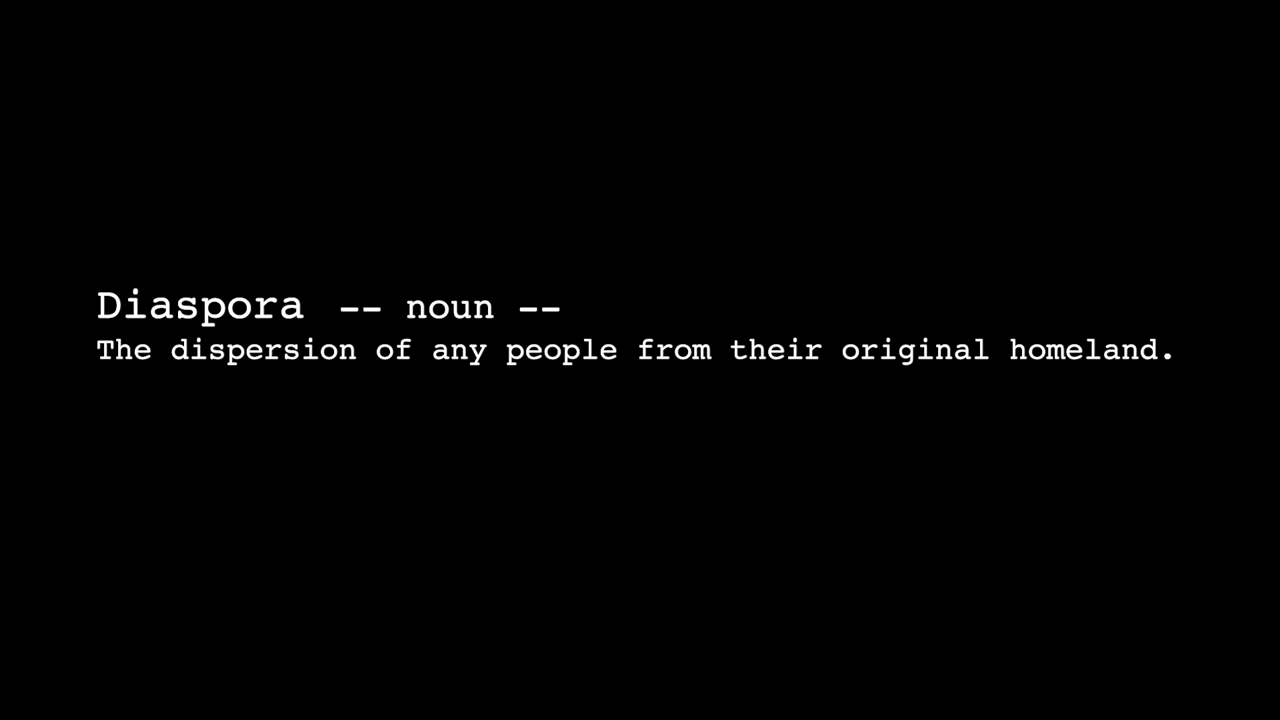 Diaspora -- noun --
The dispersion of any people from their original homeland.